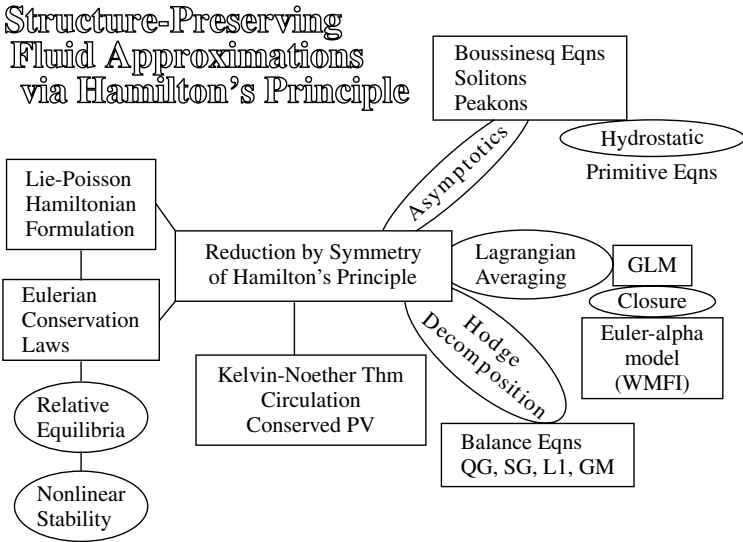 Structure-Preserving
Fluid Approximations
via Hamilton's Principle
Boussinesq Eqns
Solitons
Peakons
Asymptotics
Hydrostatic
Primitive Eqns
Lie-Poisson
Hamiltonian
Formulation
Reduction by Symmetry
of Hamilton's Principle
Lagrangian
Averaging
GLM
Closure
Euler-alpha
model
(WMFI)
Eulerian
Conservation
Laws
Hodge
Decomposition
Kelvin-Noether Thm
Circulation
Conserved PV
Relative
Equilibria
Balance Eqns
QG, SG, L1, GM
Nonlinear
Stability